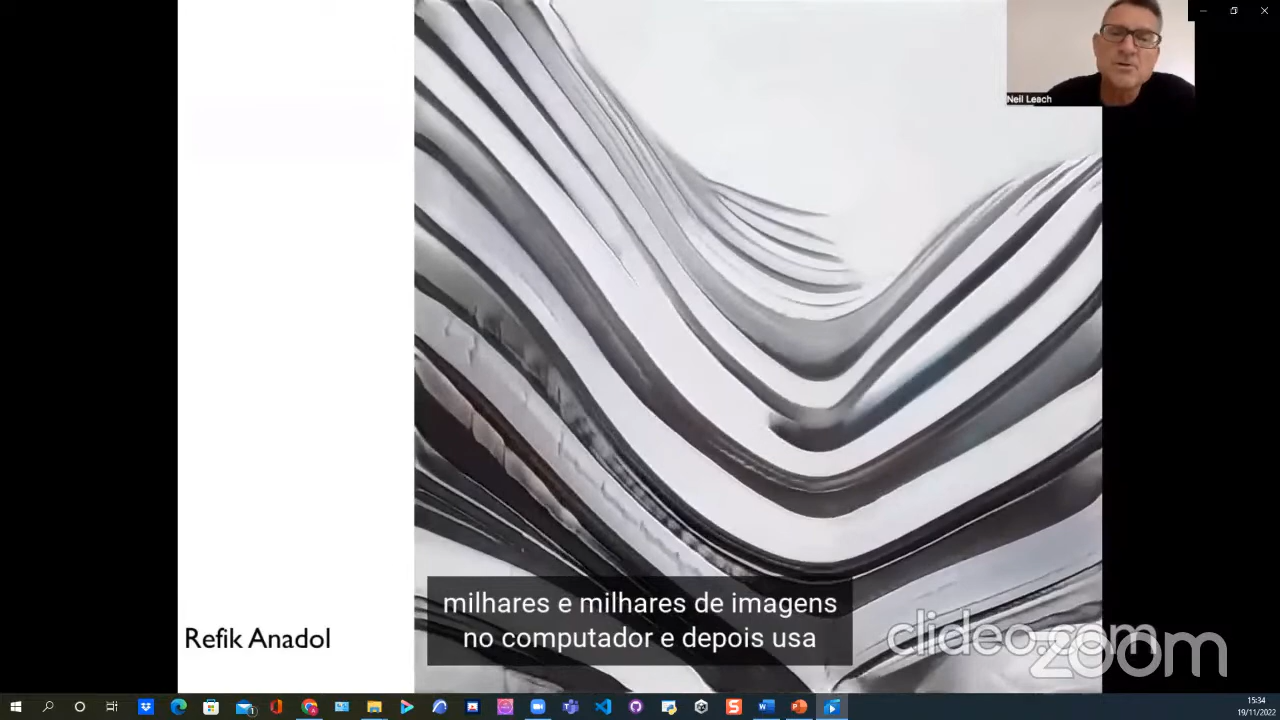 Neil Leach
milhares e milhares de imagens
no computador e depois usa
Refik Anadol
clideo.com
zoom
15:34
19/11/2022